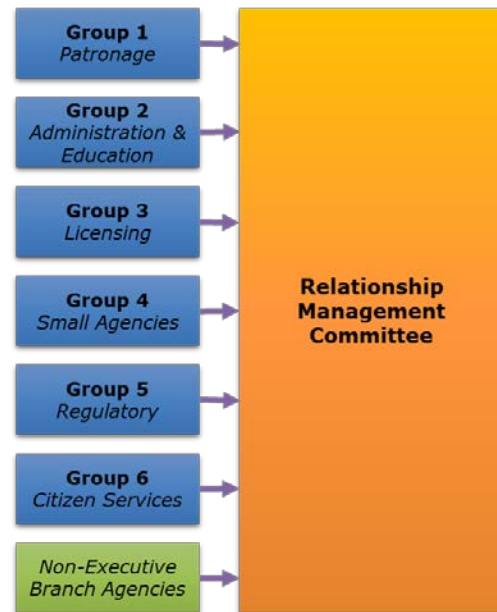 Group 1
Patronage
Group 2
Administration &
Education
Group 3
Licensing
Group 4
Small Agencies
Group 5
Regulatory
Group 6
Citizen Services
Non-Executive
Branch Agencies
Relationship
Management
Committee